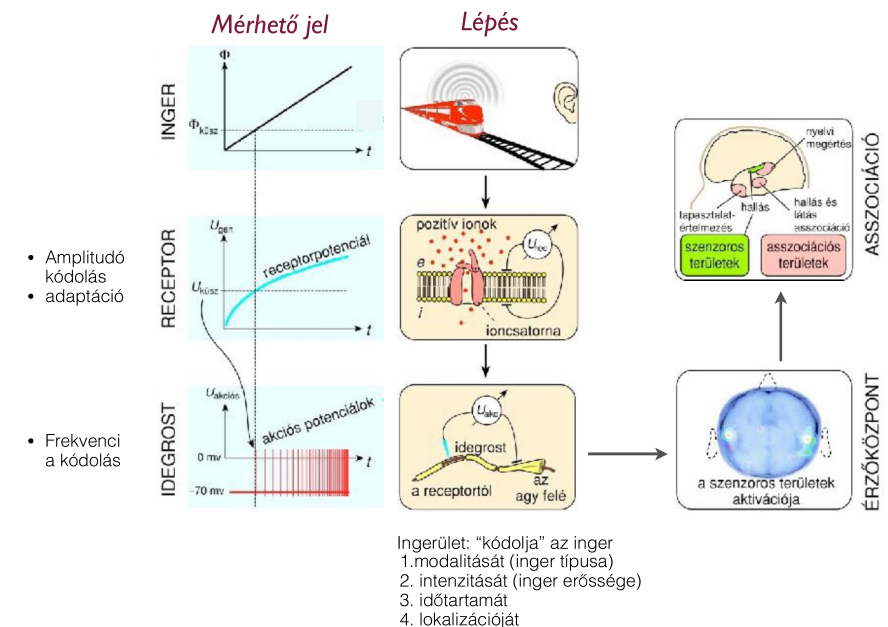 Mérhető jel
Lépés
INGER
Φ
Φküsz
t
RECEPTOR
Ugen
receptorpotenciál
Uküsz
t
• Amplitudó
kódolás
• adaptáció
pozitív ionok
Uroc
e
i
ioncsatorna
IDEGROST
Uakciós
akciós potenciálok
0 mv
t
–70 mv
• Frekvenci
a kódolás
Uakc
idegrost
a receptortól
az
agy felé
nyelvi
megértés
hallás
tapasztalat-
értelmezés
hallás és
látás
asszociáció
szenzoros
területek
asszociációs
területek
ASSZOCIÁCIÓ
a szenzoros területek
aktivációja
ÉRZŐKÖZPONT
Ingerület: “kódolja” az inger
1.modalitását (inger típusa)
2. intenzitását (inger erőssége)
3. időtartamát
4. lokalizációját